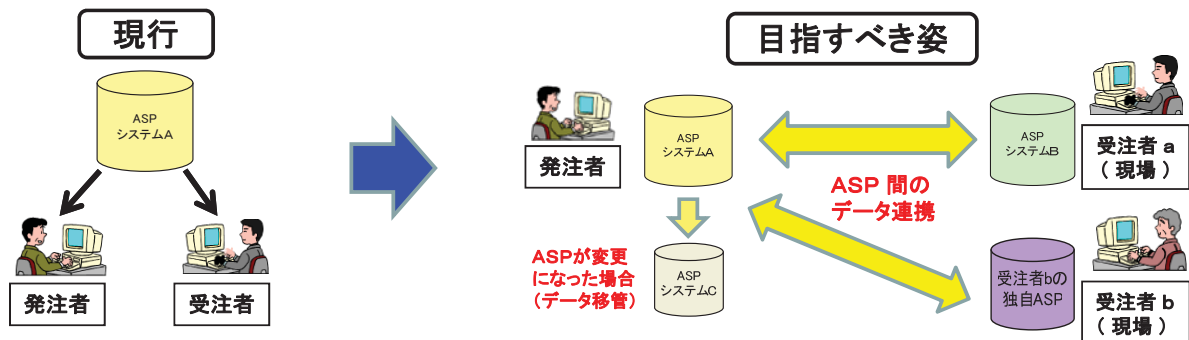 現行
ASP
システムA
発注者
受注者
目指すべき姿
発注者
ASP
システムA
ASP 間の
データ連携
ASP
システムB
受注者 a
( 現場 )
ASPが変更
になった場合
(データ移管)
ASP
システムC
受注者bの
独自ASP
受注者 b
( 現場 )